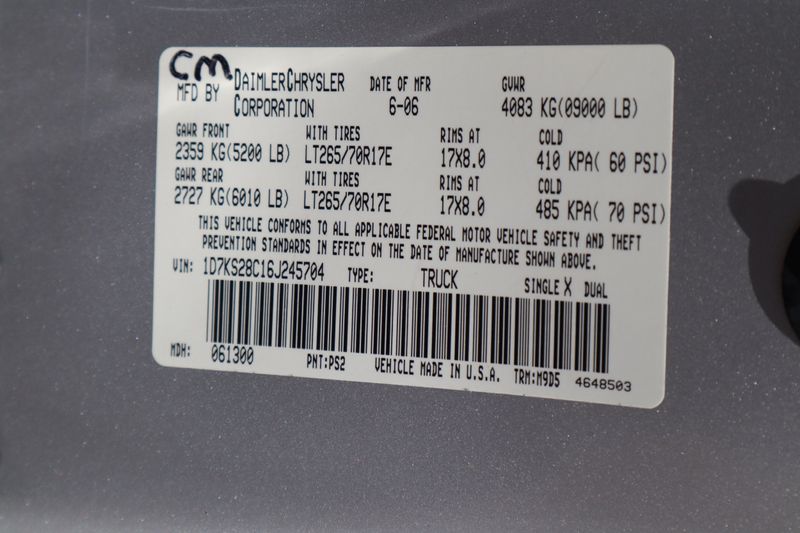 CM
MFD BY DAIMLERCHRYSLER CORPORATION DATE OF MFR 6-06 GVWR 4083 KG(09000 LB)
GAWR FRONT WITH TIRES RIMS AT COLD
2359 KG(5200 LB) LT265/70R17E 17X8.0 410 KPA( 60 PSI)
GAWR REAR WITH TIRES RIMS AT COLD
2727 KG(6010 LB) LT265/70R17E 17X8.0 485 KPA( 70 PSI)
THIS VEHICLE CONFORMS TO ALL APPLICABLE FEDERAL MOTOR VEHICLE SAFETY AND THEFT
PREVENTION STANDARDS IN EFFECT ON THE DATE OF MANUFACTURE SHOWN ABOVE.
VIN: 1D7KS28C16J245704 TYPE: TRUCK SINGLE X DUAL
MDH: 061300 PNT:PS2 VEHICLE MADE IN U.S.A. TRM:M9D5 4648503